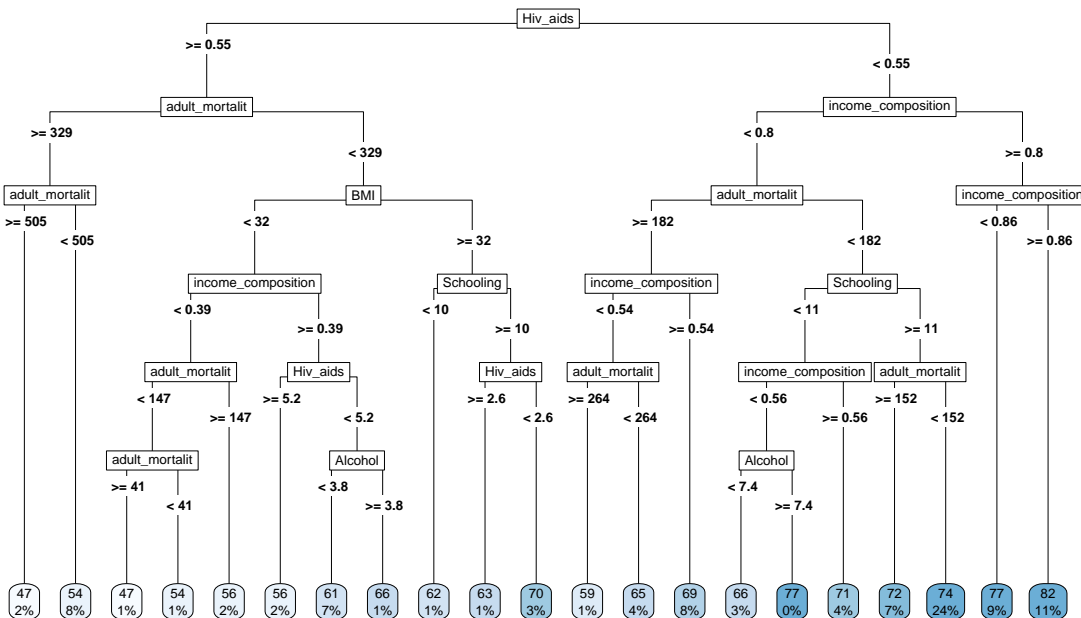 Hiv_aids
>= 0.55
< 0.55
adult_mortalit
income_composition
>= 329
< 329
< 0.8
>= 0.8
adult_mortalit
BMI
adult_mortalit
income_composition
>= 505
< 505
< 32
>= 32
>= 182
< 182
< 0.86
>= 0.86
income_composition
Schooling
income_composition
Schooling
< 0.39
>= 0.39
< 10
>= 10
< 0.54
>= 0.54
< 11
>= 11
adult_mortalit
Hiv_aids
Hiv_aids
adult_mortalit
income_composition
adult_mortalit
< 147
>= 147
>= 5.2
< 5.2
>= 2.6
< 2.6
>= 264
< 264
< 0.56
>= 0.56
>= 152
< 152
adult_mortalit
Alcohol
Alcohol
>= 41
< 41
< 3.8
>= 3.8
< 7.4
>= 7.4
47 54 47 54 56 56 61 66 62 63 70 59 65 69 66 77 71 72 74 77 82
2% 8% 1% 1% 2% 2% 7% 1% 1% 1% 3% 1% 4% 8% 3% 0% 4% 7% 24% 9% 11%